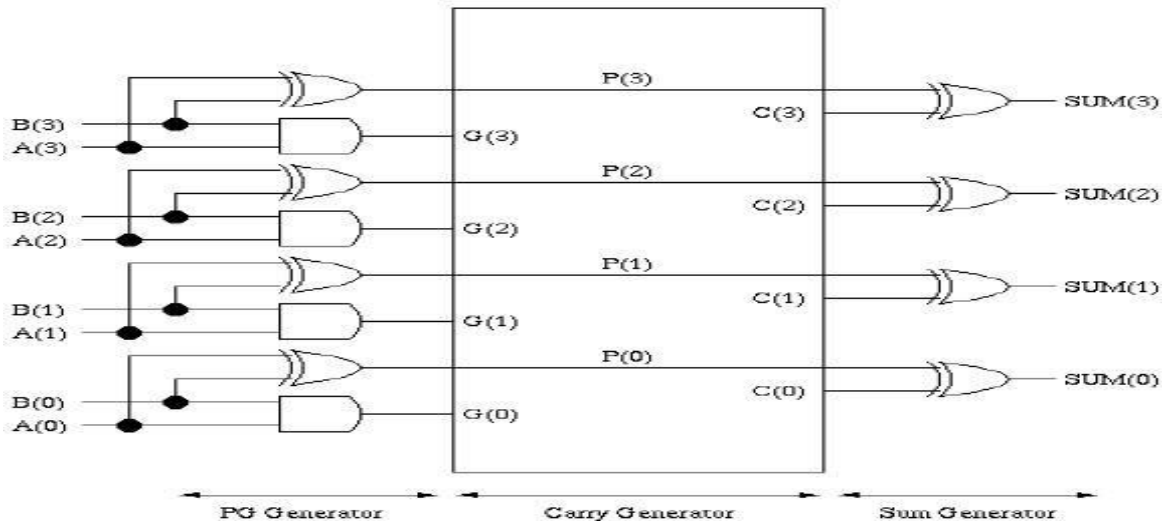 P(3)
SUM(3)
C(3)
B(3)
G(3)
A(3)
P(2)
SUM(2)
C(2)
B(2)
G(2)
A(2)
P(1)
SUM(1)
C(1)
B(1)
G(1)
A(1)
P(0)
SUM(0)
C(0)
B(0)
G(0)
A(0)
PG Generator Carry Generator Sum Generator